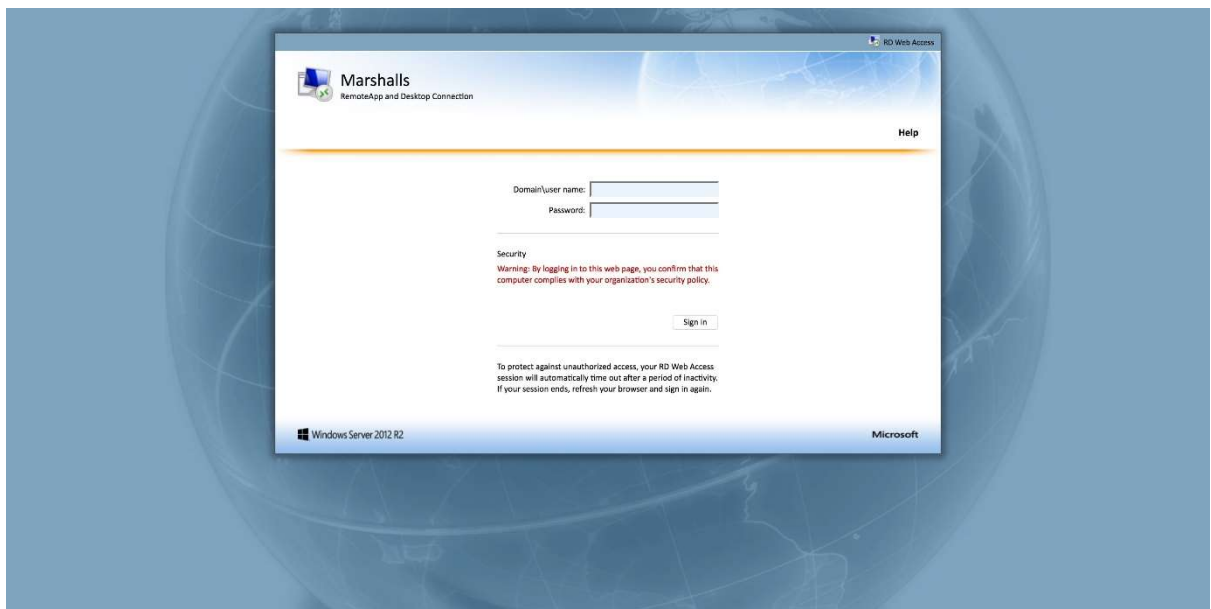 RD Web Access
Marshalls
RemoteApp and Desktop Connection
Help
Domain\user name:
Password:
Security
Warning: By logging in to this web page, you confirm that this
computer complies with your organization's security policy.
Sign in
To protect against unauthorized access, your RD Web Access
session will automatically time out after a period of inactivity.
If your session ends, refresh your browser and sign in again.
Windows Server 2012 R2
Microsoft